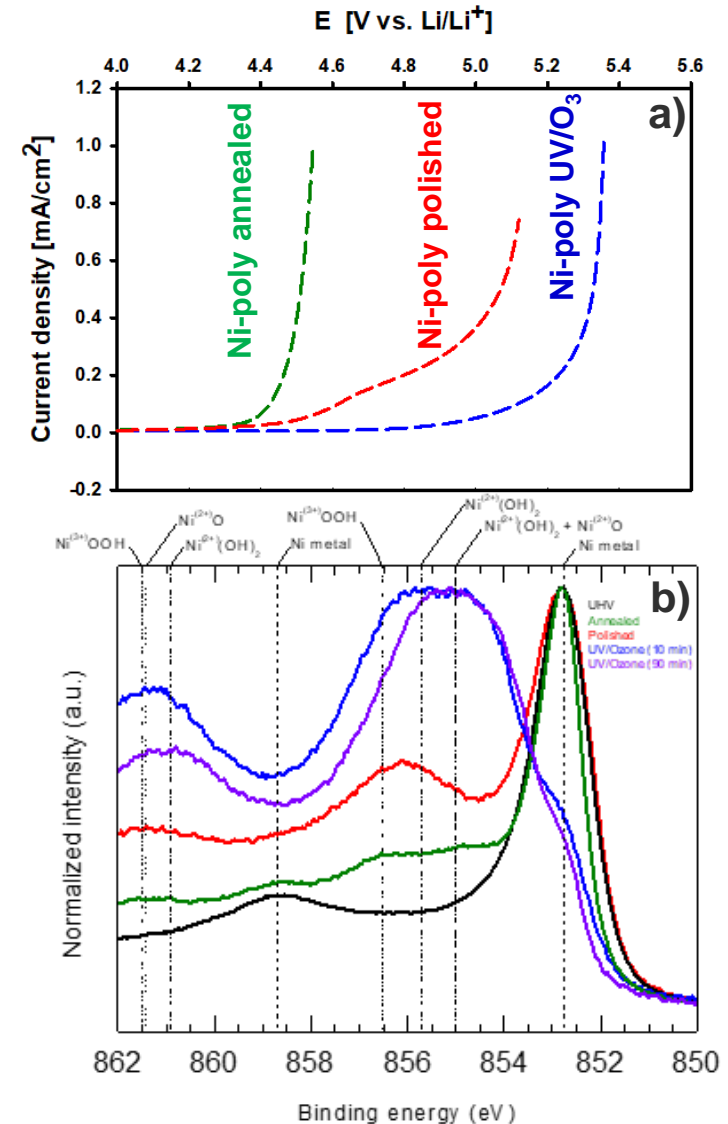 E [V vs. Li/Li⁺]
4.0 4.2 4.4 4.6 4.8 5.0 5.2 5.4 5.6
1.2
1.0
0.8
0.6
0.4
0.2
0.0
-0.2
Current density [mA/cm²]
Ni-poly annealed
Ni-poly polished
Ni-poly UV/O₃
a)
Ni⁽³⁺⁾OOH
Ni⁽²⁺⁾O
Ni⁽²⁺⁾(OH)₂
Ni metal
Ni⁽³⁺⁾OOH
Ni⁽²⁺⁾(OH)₂
Ni⁽²⁺⁾(OH)₂ + Ni⁽²⁺⁾O
Ni metal
b)
UHV
Annealed
Polished
UV/Ozone (10 min)
UV/Ozone (90 min)
Normalized intensity (a.u.)
862 860 858 856 854 852 850
Binding energy (eV)